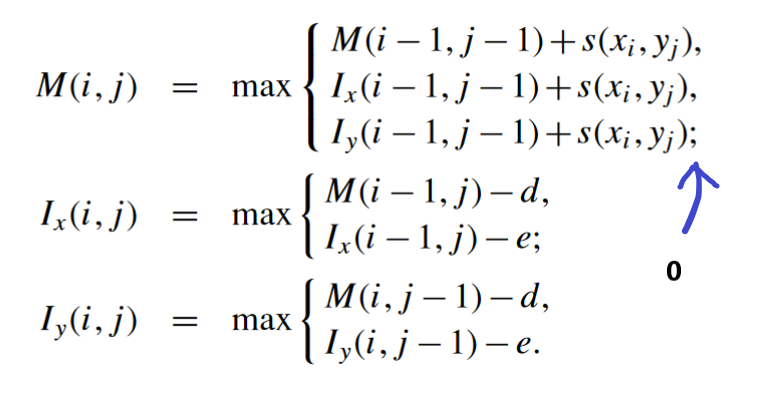 M(i − 1, j − 1) + s(x_i, y_j),
M(i, j) = max { I_x(i − 1, j − 1) + s(x_i, y_j),
I_y(i − 1, j − 1) + s(x_i, y_j);
M(i − 1, j) − d,
I_x(i, j) = max {
I_x(i − 1, j) − e;
0
M(i, j − 1) − d,
I_y(i, j) = max {
I_y(i, j − 1) − e.